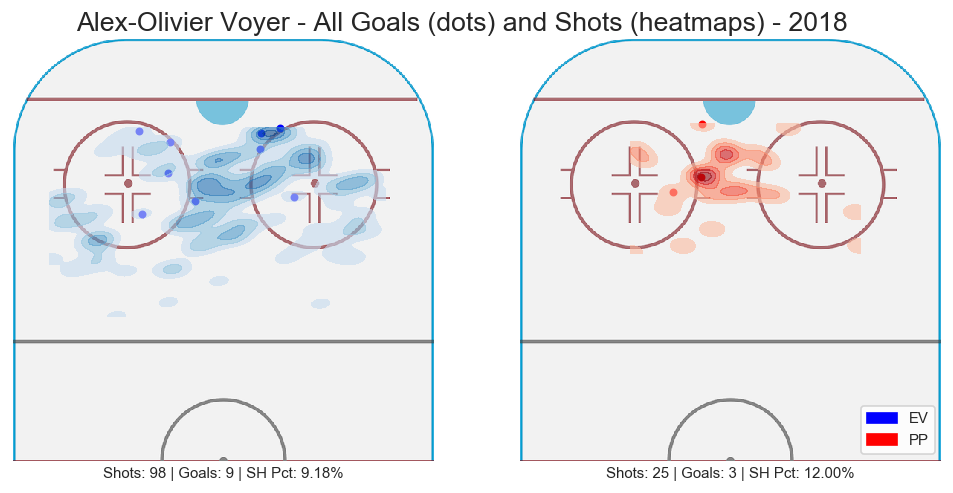 Alex-Olivier Voyer - All Goals (dots) and Shots (heatmaps) - 2018
EV
PP
Shots: 98 | Goals: 9 | SH Pct: 9.18%
Shots: 25 | Goals: 3 | SH Pct: 12.00%